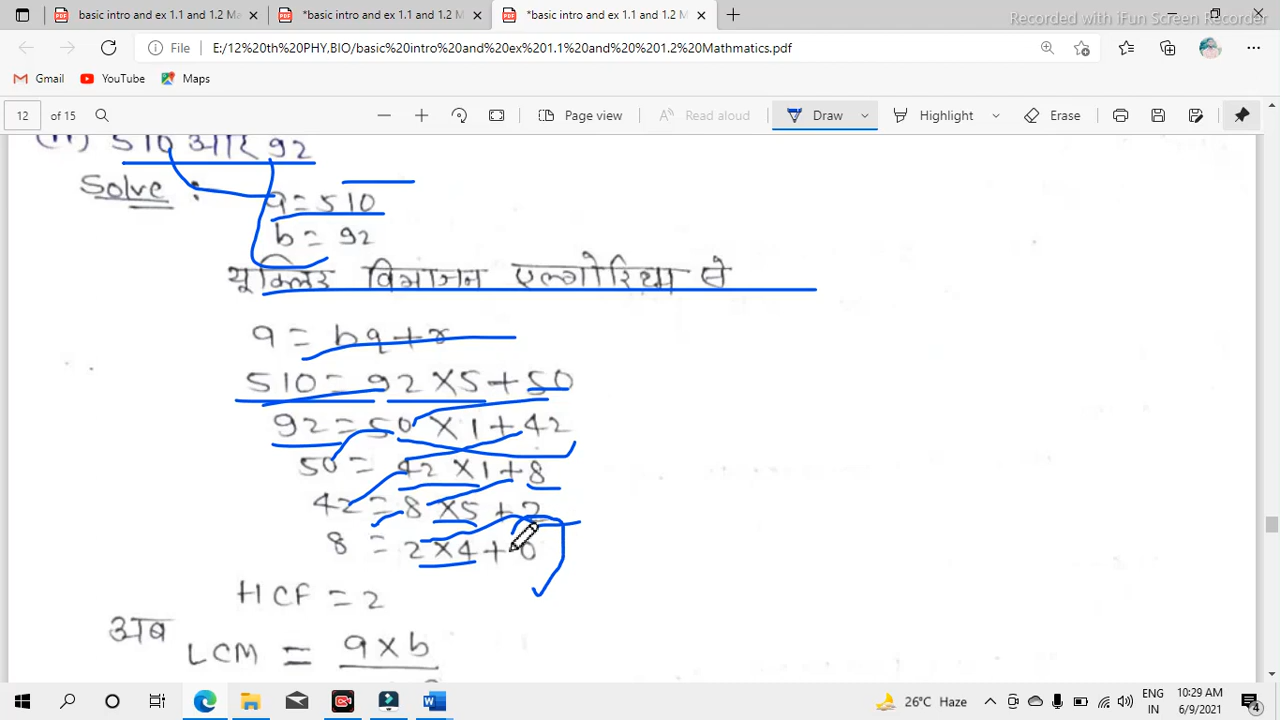 *basic intro and ex 1.1 and 1.2 M
*basic intro and ex 1.1 and 1.2 M
*basic intro and ex 1.1 and 1.2 M
Recorded with iFun Screen Recorder
File E:/12 %20th%20PHY,BIO/basic%20intro%20and%20ex%201.1%20and%20%201.2%20Mathmatics.pdf
Gmail YouTube Maps
12 of 15 Page view Read aloud Draw Highlight Erase
(ii) 510 और 92
Solve :
a = 510
b = 92
यूक्लिड विभाजन एल्गोरिथ्म से
a = bq + r
510 = 92 × 5 + 50
92 = 50 × 1 + 42
50 = 42 × 1 + 8
42 = 8 × 5 + 2
8 = 2 × 4 + 0
HCF = 2
अब
LCM = a × b
26°C Haze
ENG
IN
10:29 AM
6/9/2021
4